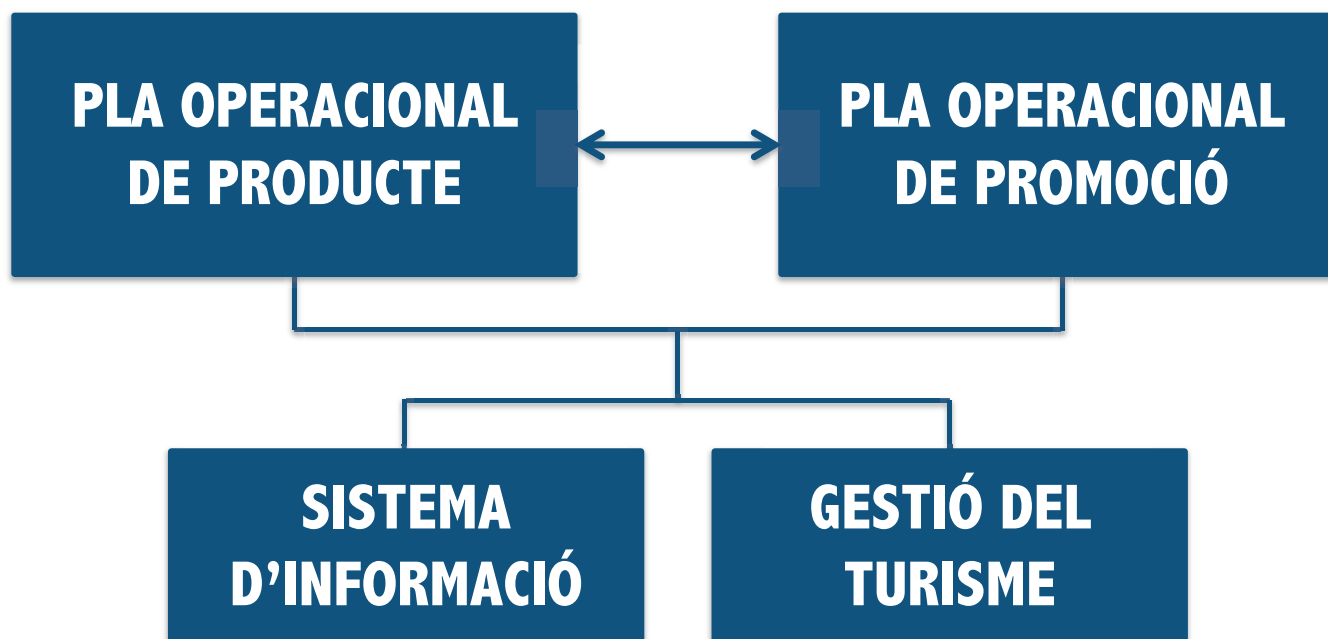 PLA OPERACIONAL
DE PRODUCTE
PLA OPERACIONAL
DE PROMOCIÓ
SISTEMA
D’INFORMACIÓ
GESTIÓ DEL
TURISME